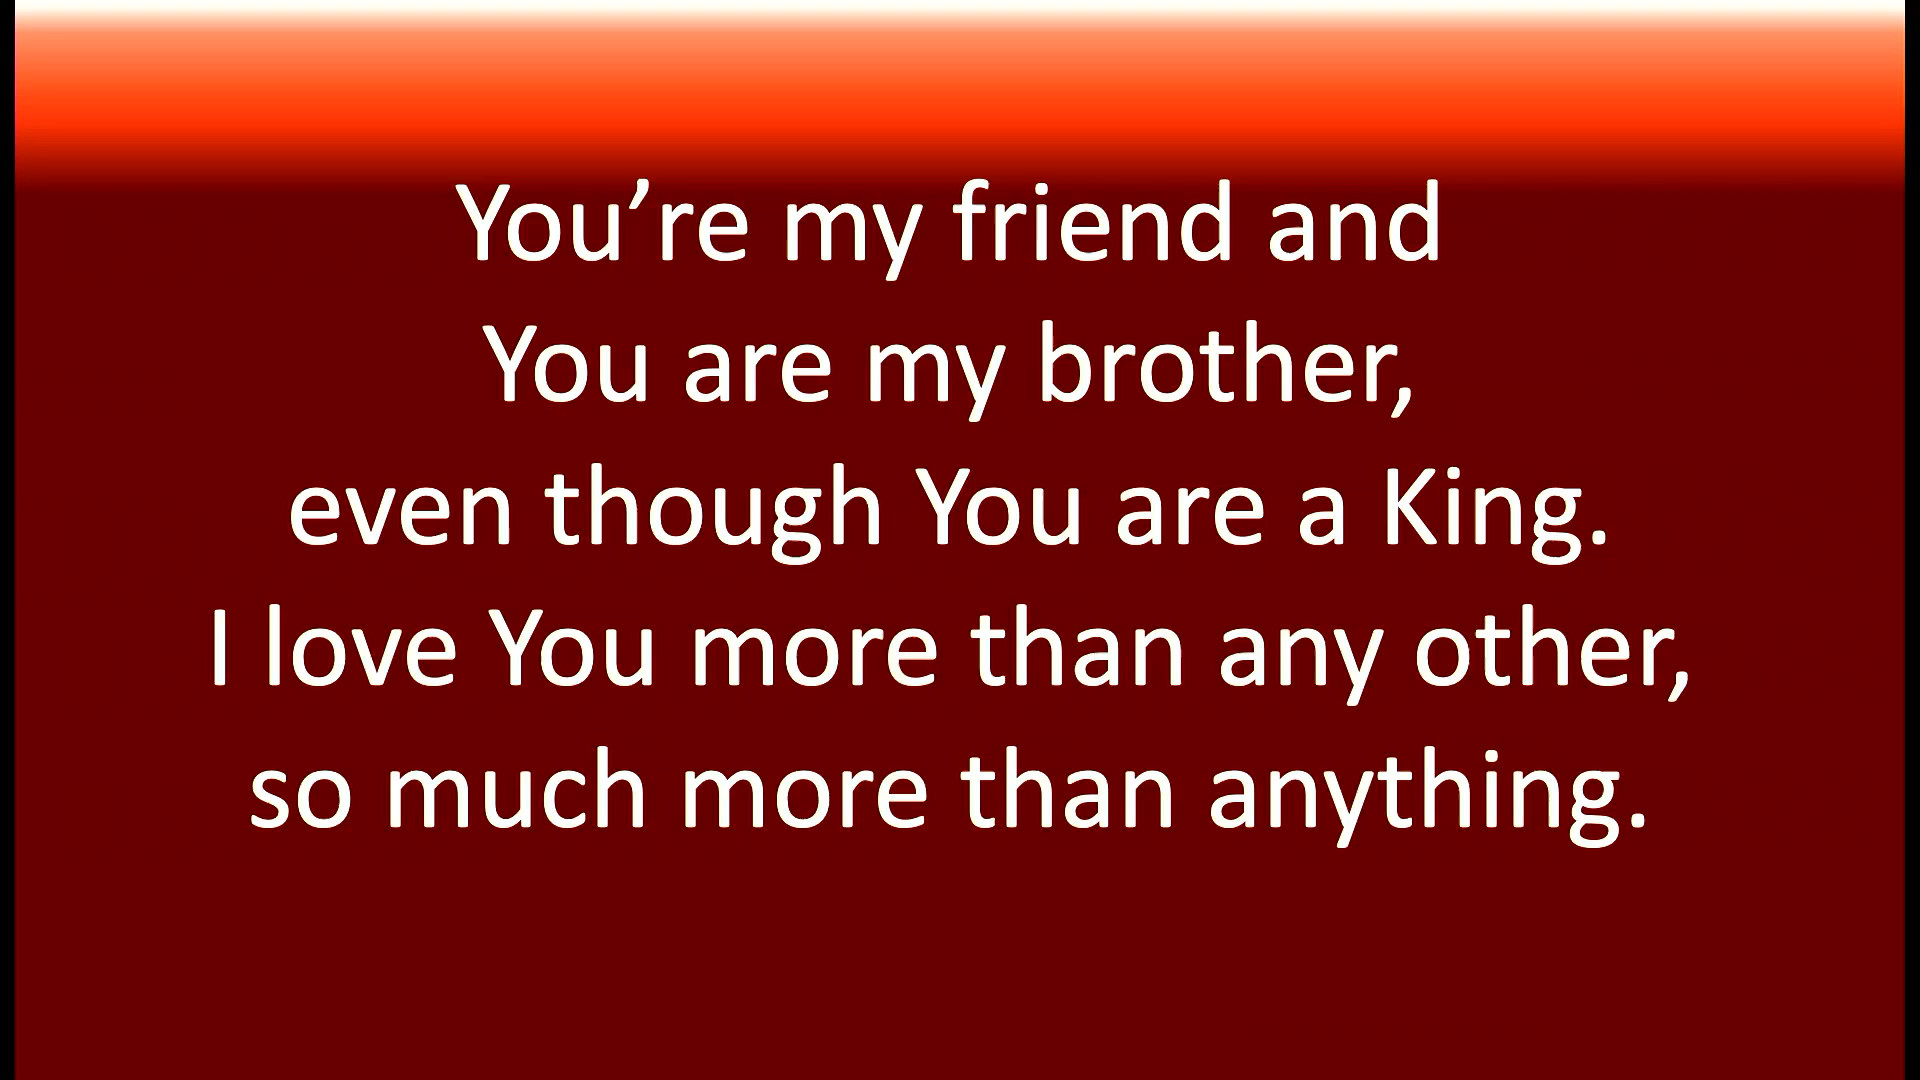 You’re my friend and
You are my brother,
even though You are a King.
I love You more than any other,
so much more than anything.